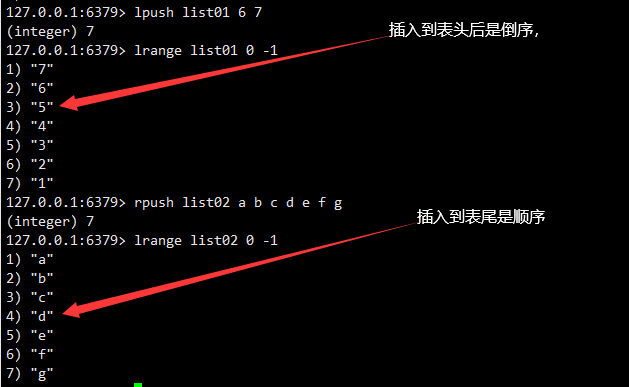 127.0.0.1:6379> lpush list01 6 7
(integer) 7
插入到表头后是倒序，
127.0.0.1:6379> lrange list01 0 -1
1) "7"
2) "6"
3) "5"
4) "4"
5) "3"
6) "2"
7) "1"
127.0.0.1:6379> rpush list02 a b c d e f g
(integer) 7
插入到表尾是顺序
127.0.0.1:6379> lrange list02 0 -1
1) "a"
2) "b"
3) "c"
4) "d"
5) "e"
6) "f"
7) "g"